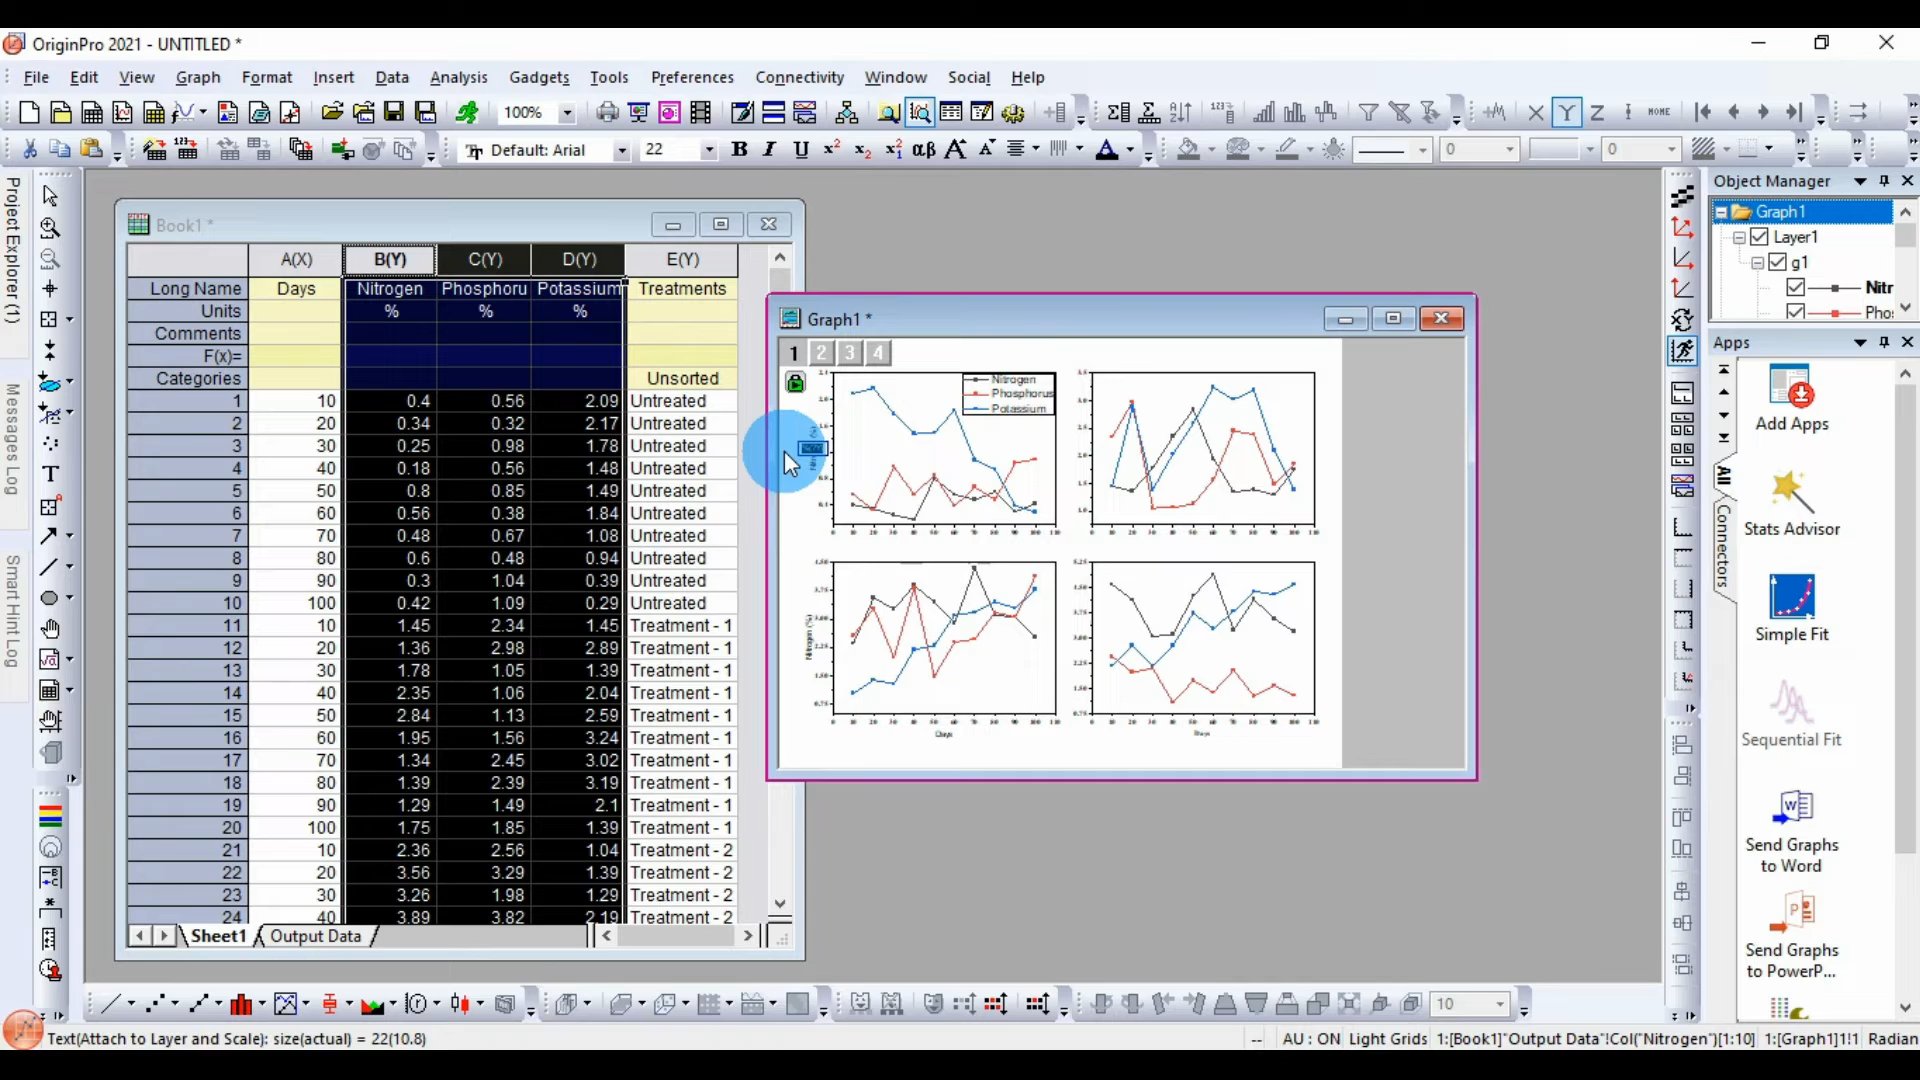 OriginPro 2021 - UNTITLED *
File Edit View Graph Format Insert Data Analysis Gadgets Tools Preferences Connectivity Window Social Help
100%
X Y Z HOME
Default: Arial 22 B I U αβ A 0 0
Project Explorer (1)
Messages Log
Smart Hint Log
Book1 *
A(X) B(Y) C(Y) D(Y) E(Y)
Long Name Days Nitrogen Phosphoru Potassium Treatments
Units % % %
Comments
F(x)=
Categories Unsorted
1 10 0.4 0.56 2.09 Untreated
2 20 0.34 0.32 2.17 Untreated
3 30 0.25 0.98 1.78 Untreated
4 40 0.18 0.56 1.48 Untreated
5 50 0.8 0.85 1.49 Untreated
6 60 0.56 0.38 1.84 Untreated
7 70 0.48 0.67 1.08 Untreated
8 80 0.6 0.48 0.94 Untreated
9 90 0.3 1.04 0.39 Untreated
10 100 0.42 1.09 0.29 Untreated
11 10 1.45 2.34 1.45 Treatment - 1
12 20 1.36 2.98 2.89 Treatment - 1
13 30 1.78 1.05 1.39 Treatment - 1
14 40 2.35 1.06 2.04 Treatment - 1
15 50 2.84 1.13 2.59 Treatment - 1
16 60 1.95 1.56 3.24 Treatment - 1
17 70 1.34 2.45 3.02 Treatment - 1
18 80 1.39 2.39 3.19 Treatment - 1
19 90 1.29 1.49 2.1 Treatment - 1
20 100 1.75 1.85 1.39 Treatment - 1
21 10 2.36 2.56 1.04 Treatment - 2
22 20 3.56 3.29 1.39 Treatment - 2
23 30 3.26 1.98 1.29 Treatment - 2
24 40 3.89 3.82 2.19 Treatment - 2
Sheet1 Output Data
Graph1 *
1 2 3 4
Nitrogen
Phosphorus
Potassium
Nitrogen (%)
Days
Days
Object Manager
Graph1
Layer1
g1
Nitr
Pho
Apps
All
Connectors
Add Apps
Stats Advisor
Simple Fit
Sequential Fit
Send Graphs
to Word
Send Graphs
to PowerP...
10
Text(Attach to Layer and Scale): size(actual) = 22(10.8)
-- AU : ON Light Grids 1:[Book1]"Output Data"!Col("Nitrogen")[1:10] 1:[Graph1]1!1 Radian